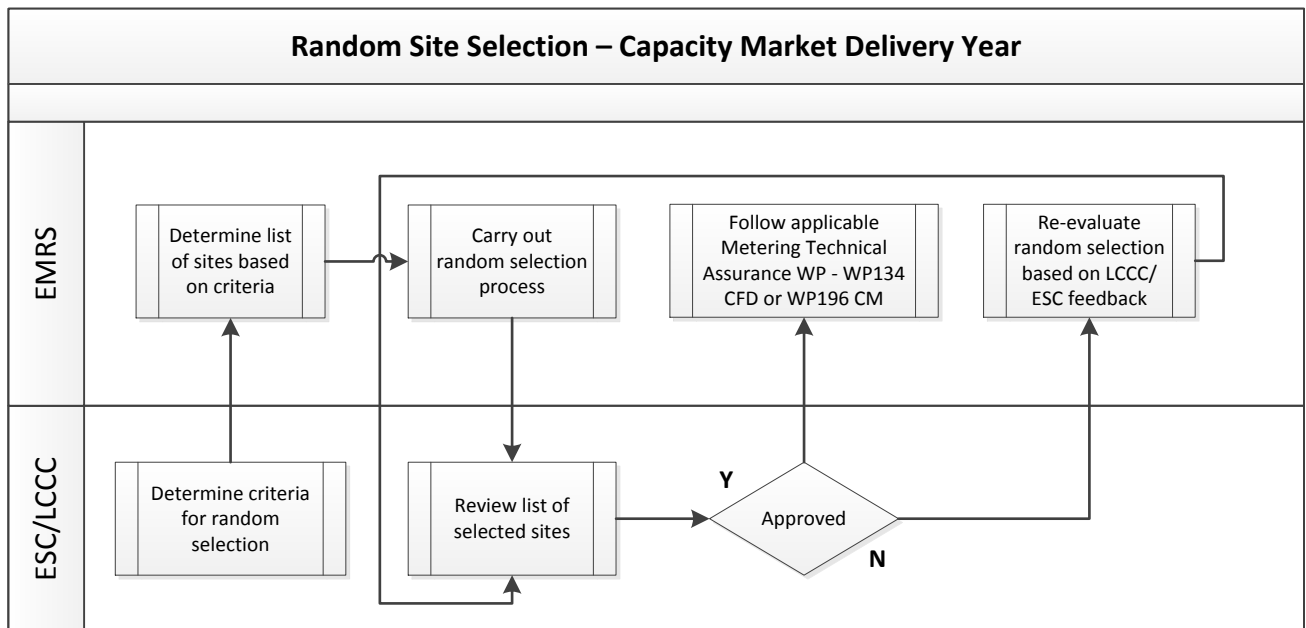 Random Site Selection – Capacity Market Delivery Year
EMRS
Determine list
of sites based
on criteria
Carry out
random selection
process
Follow applicable
Metering Technical
Assurance WP - WP134
CFD or WP196 CM
Re-evaluate
random selection
based on LCCC/
ESC feedback
ESC/LCCC
Determine criteria
for random
selection
Review list of
selected sites
Y
Approved
N